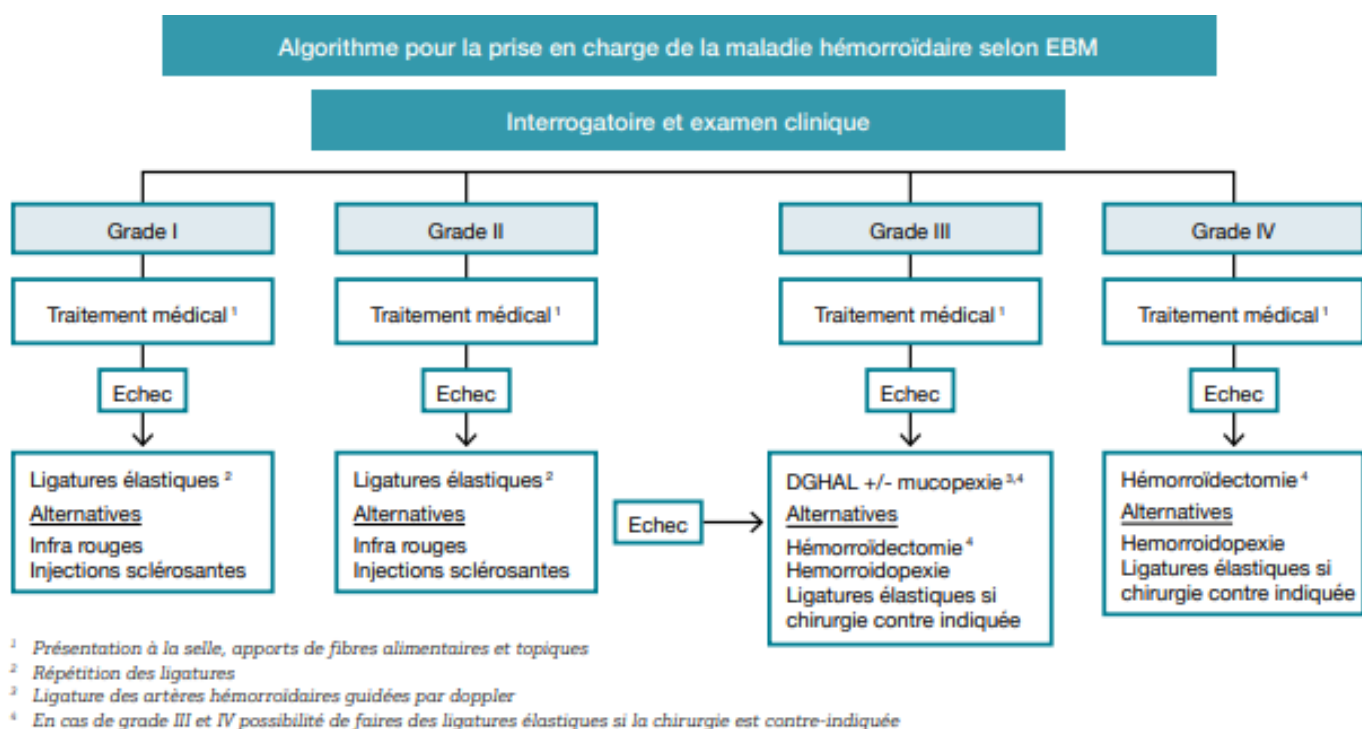 Algorithme pour la prise en charge de la maladie hémorroïdaire selon EBM
Interrogatoire et examen clinique
Grade I
Grade II
Grade III
Grade IV
Traitement médical ¹
Traitement médical ¹
Traitement médical ¹
Traitement médical ¹
Echec
Echec
Echec
Echec
Ligatures élastiques ²
Alternatives
Infra rouges
Injections sclérosantes
Ligatures élastiques ²
Alternatives
Infra rouges
Injections sclérosantes
Echec
DGHAL +/- mucopexie ³,⁴
Alternatives
Hémorroïdectomie ⁴
Hemorroidopexie
Ligatures élastiques si
chirurgie contre indiquée
Hémorroïdectomie ⁴
Alternatives
Hemorroidopexie
Ligatures élastiques si
chirurgie contre indiquée
¹ Présentation à la selle, apports de fibres alimentaires et topiques
² Répétition des ligatures
³ Ligature des artères hémorroïdaires guidées par doppler
⁴ En cas de grade III et IV possibilité de faires des ligatures élastiques si la chirurgie est contre-indiquée